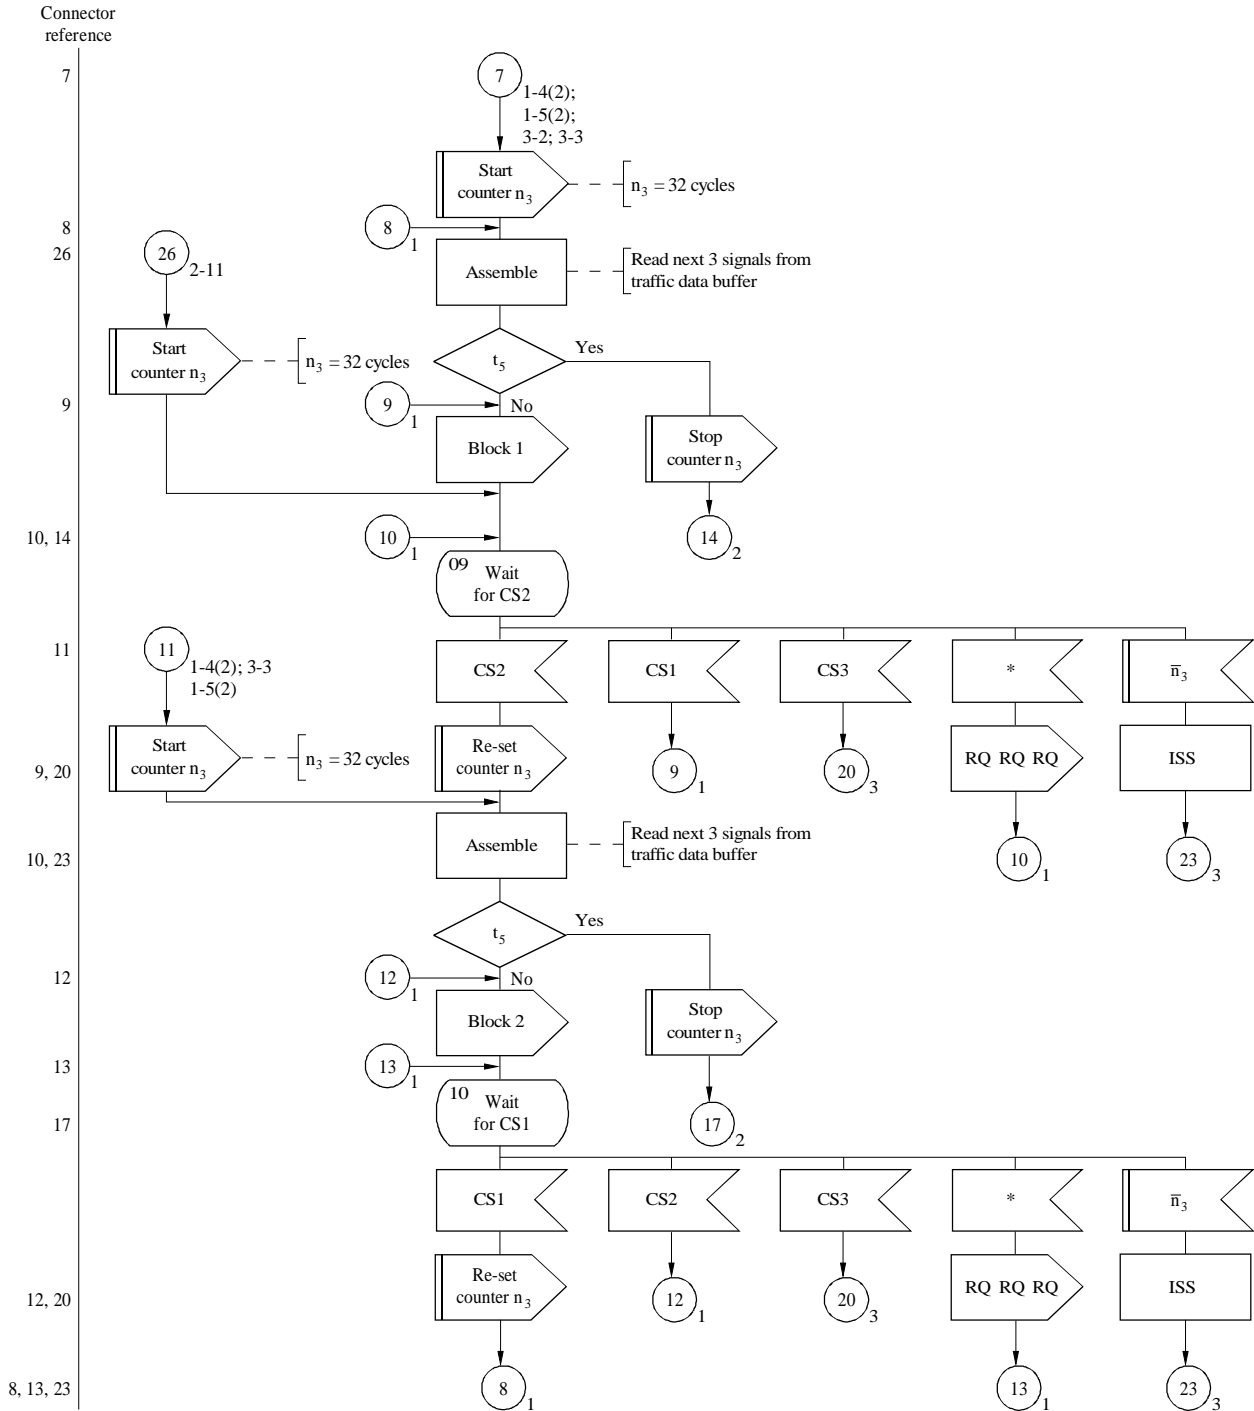 Connector
reference
7
7
1-4(2);
1-5(2);
3-2; 3-3
Start
counter n3
n3 = 32 cycles
8
8
1
26
26
2-11
Assemble
Read next 3 signals from
traffic data buffer
Start
counter n3
n3 = 32 cycles
t5
Yes
9
9
1
No
Block 1
Stop
counter n3
10, 14
10
1
14
2
09
Wait
for CS2
11
11
1-4(2); 3-3
1-5(2)
CS2
CS1
CS3
*
n̅3
Start
counter n3
n3 = 32 cycles
Re-set
counter n3
9, 20
9
1
20
3
RQ RQ RQ
ISS
Assemble
Read next 3 signals from
traffic data buffer
10, 23
10
1
23
3
t5
Yes
12
12
1
No
Block 2
Stop
counter n3
13
13
1
10
Wait
for CS1
17
17
2
CS1
CS2
CS3
*
n̅3
Re-set
counter n3
12, 20
12
1
20
3
RQ RQ RQ
ISS
8, 13, 23
8
1
13
1
23
3